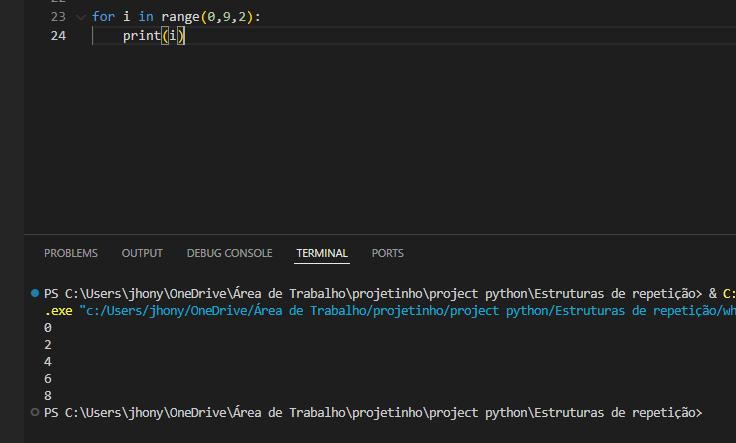 23 for i in range(0,9,2):
24 print(i)
PROBLEMS OUTPUT DEBUG CONSOLE TERMINAL PORTS
PS C:\Users\jhony\OneDrive\Área de Trabalho\projetinho\project python\Estruturas de repetição> & C:
.exe "c:/Users/jhony/OneDrive/Área de Trabalho/projetinho/project python/Estruturas de repetição/wh
0
2
4
6
8
PS C:\Users\jhony\OneDrive\Área de Trabalho\projetinho\project python\Estruturas de repetição>